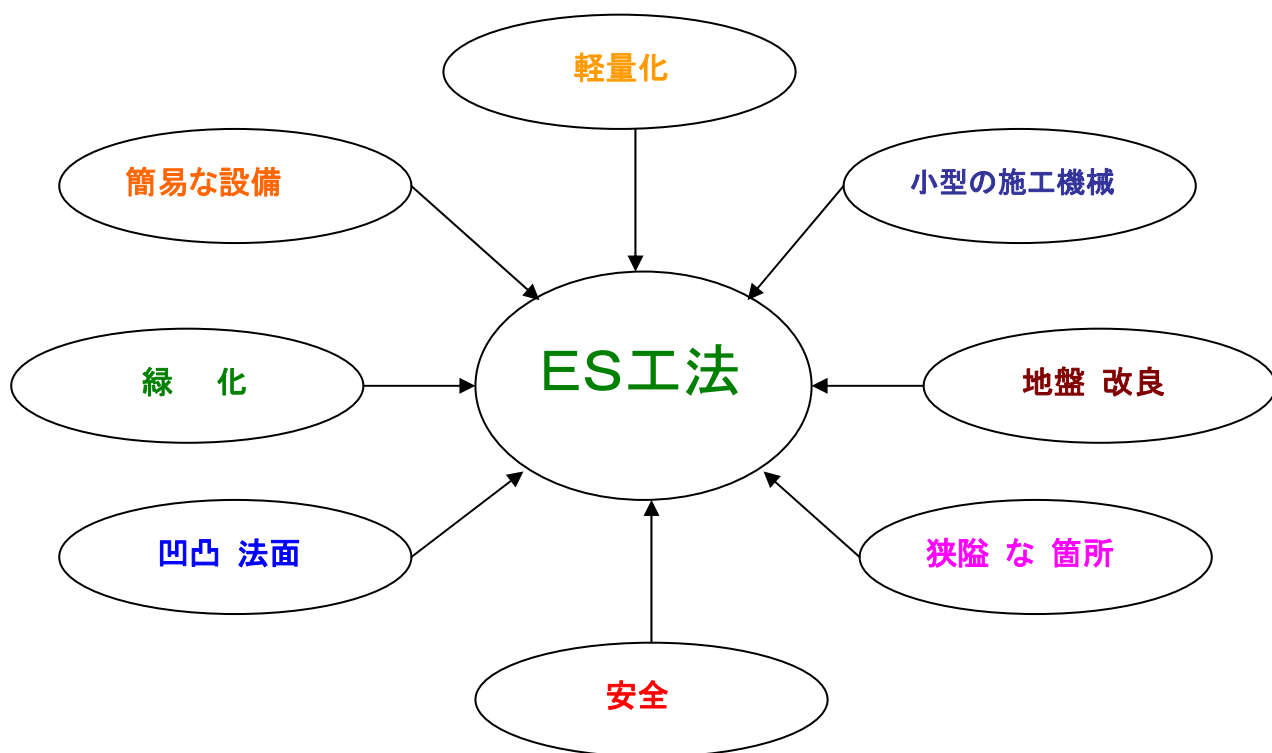 軽量化
簡易な設備
小型の施工機械
ES工法
緑 化
地盤 改良
凹凸 法面
狭隘 な 箇所
安全